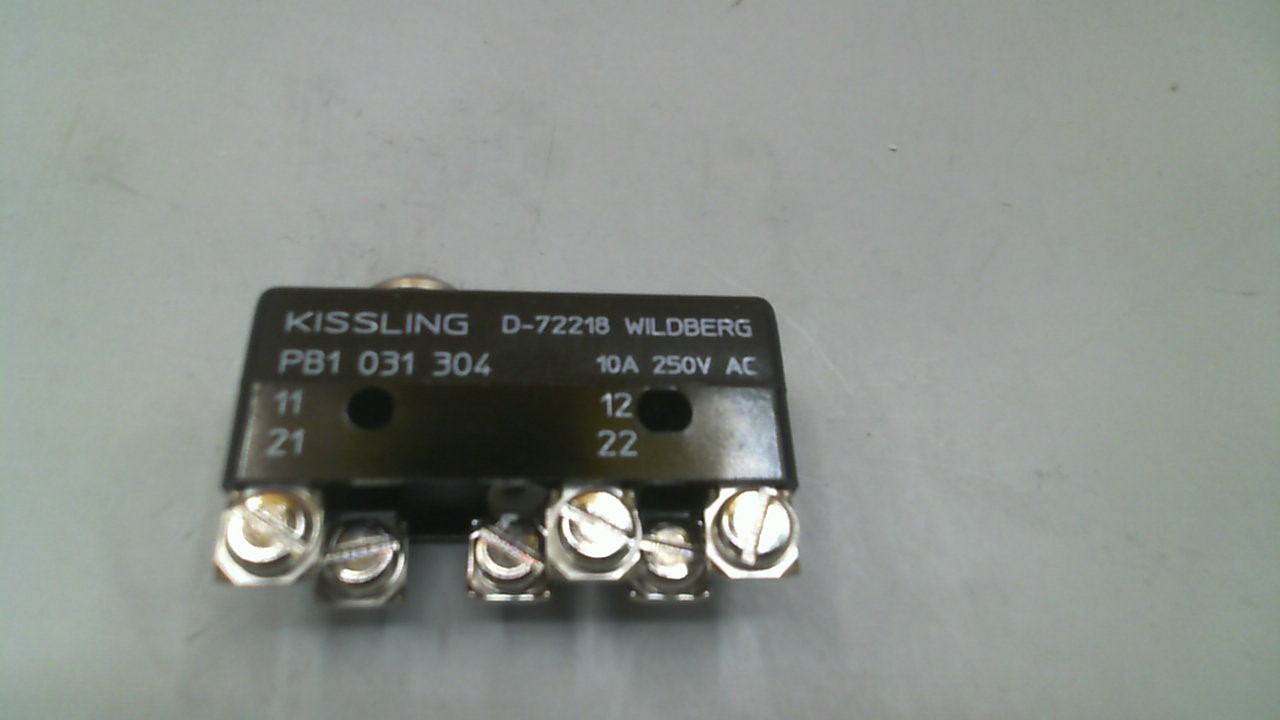 KISSLING D-72218 WILDBERG
PB1 031 304 10A 250V AC
11 12
21 22